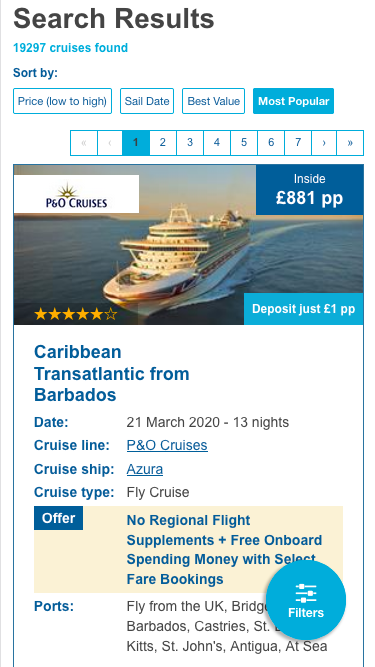 Search Results
19297 cruises found
Sort by:
Price (low to high) Sail Date Best Value Most Popular
« ‹ 1 2 3 4 5 6 7 › »
P&O CRUISES
Inside
£881 pp
Deposit just £1 pp
Caribbean
Transatlantic from
Barbados
Date: 21 March 2020 - 13 nights
Cruise line: P&O Cruises
Cruise ship: Azura
Cruise type: Fly Cruise
Offer No Regional Flight
Supplements + Free Onboard
Spending Money with Select
Fare Bookings
Filters
Ports: Fly from the UK,
Barbados, Castries, St.
Kitts, St. John's, Antigua, At Sea